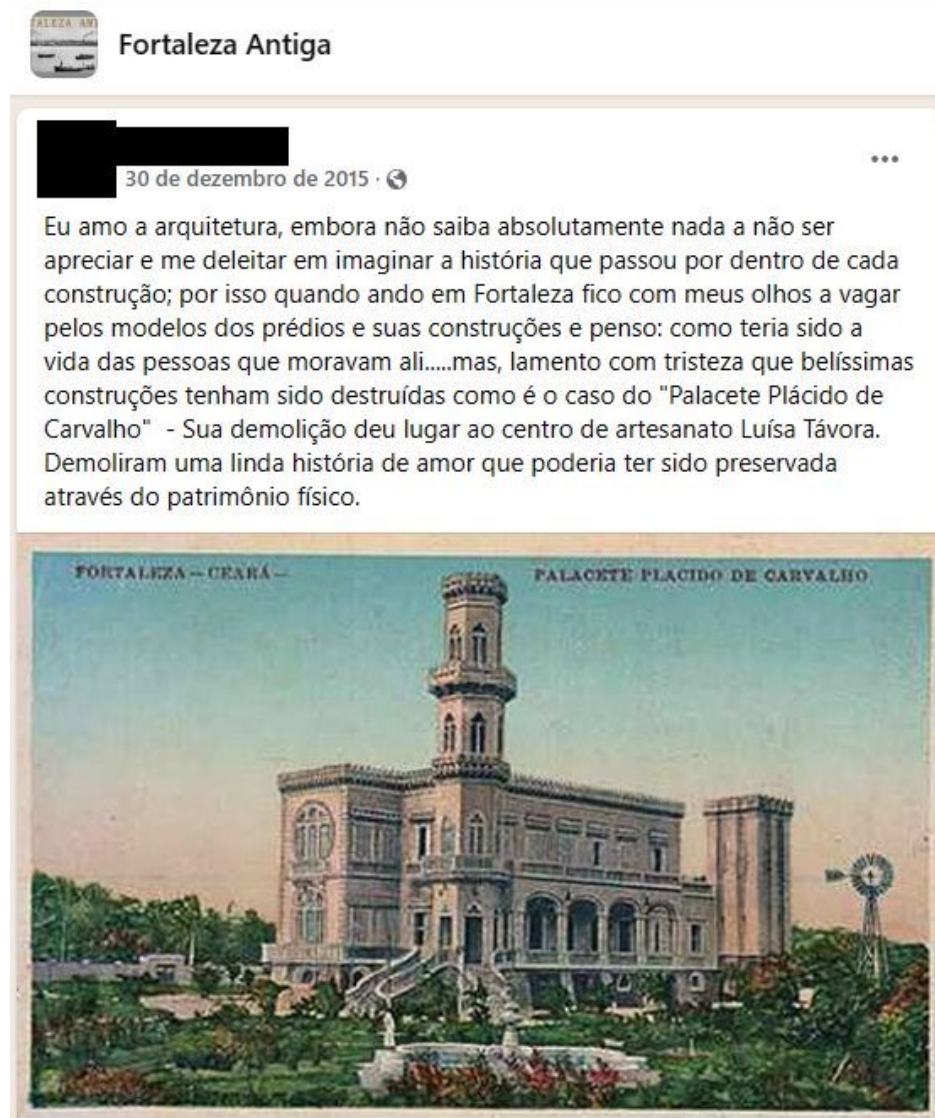 Fortaleza Antiga
30 de dezembro de 2015 ·
Eu amo a arquitetura, embora não saiba absolutamente nada a não ser
apreciar e me deleitar em imaginar a história que passou por dentro de cada
construção; por isso quando ando em Fortaleza fico com meus olhos a vagar
pelos modelos dos prédios e suas construções e penso: como teria sido a
vida das pessoas que moravam ali.....mas, lamento com tristeza que belíssimas
construções tenham sido destruídas como é o caso do "Palacete Plácido de
Carvalho"  - Sua demolição deu lugar ao centro de artesanato Luísa Távora.
Demoliram uma linda história de amor que poderia ter sido preservada
através do patrimônio físico.
FORTALEZA – CEARÁ –
PALACETE PLACIDO DE CARVALHO